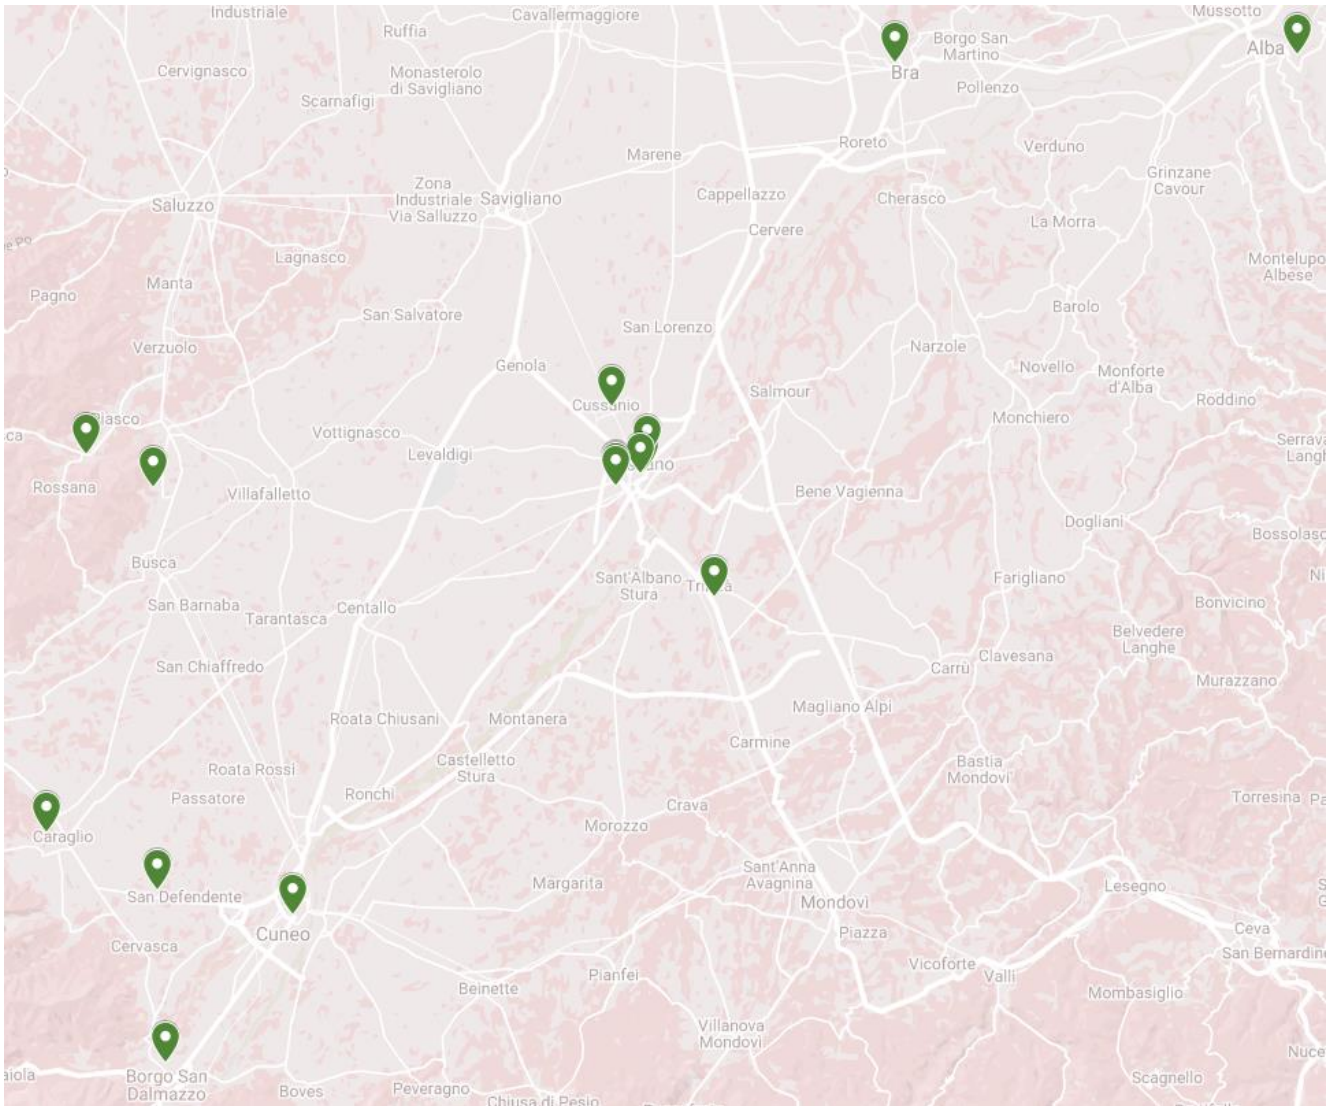 Industriale
Cavallermaggiore
Mussotto
Ruffia
Borgo San
Martino
Alba
Cervignasco
Monasterolo
di Savigliano
Bra
Pollenzo
Scarnafigi
Roreto
Verduno
Marene
Grinzane
Cavour
Zona
Industriale
Via Salluzzo
Savigliano
Cappellazzo
Cherasco
Saluzzo
La Morra
Cervere
Lagnasco
Montelupo
Albese
Manta
Pagno
Barolo
San Salvatore
San Lorenzo
Verzuolo
Narzole
Genola
Novello
Monforte
d'Alba
Salmour
Roddino
Cussanio
Monchiero
Vottignasco
Levaldigi
Rossana
Villafalletto
Bene Vagienna
Dogliani
Busca
Sant'Albano
Stura
Farigliano
San Barnaba
Centallo
Tarantasca
Bonvicino
Belvedere
Langhe
San Chiaffredo
Clavesana
Carrù
Murazzano
Roata Chiusani
Montanera
Magliano Alpi
Carmine
Castelletto
Stura
Roata Rossi
Bastia
Mondovì
Passatore
Ronchi
Crava
Torresina
Caraglio
Morozzo
Sant'Anna
Avagnina
San Defendente
Margarita
Lesegno
Mondovì
Cuneo
Piazza
Ceva
Cervasca
San Bernardino
Vicoforte
Pianfei
Valli
Beinette
Mombasiglio
Villanova
Mondovì
Borgo San
Dalmazzo
Boves
Peveragno
Scagnello
Chiusa di Pesio